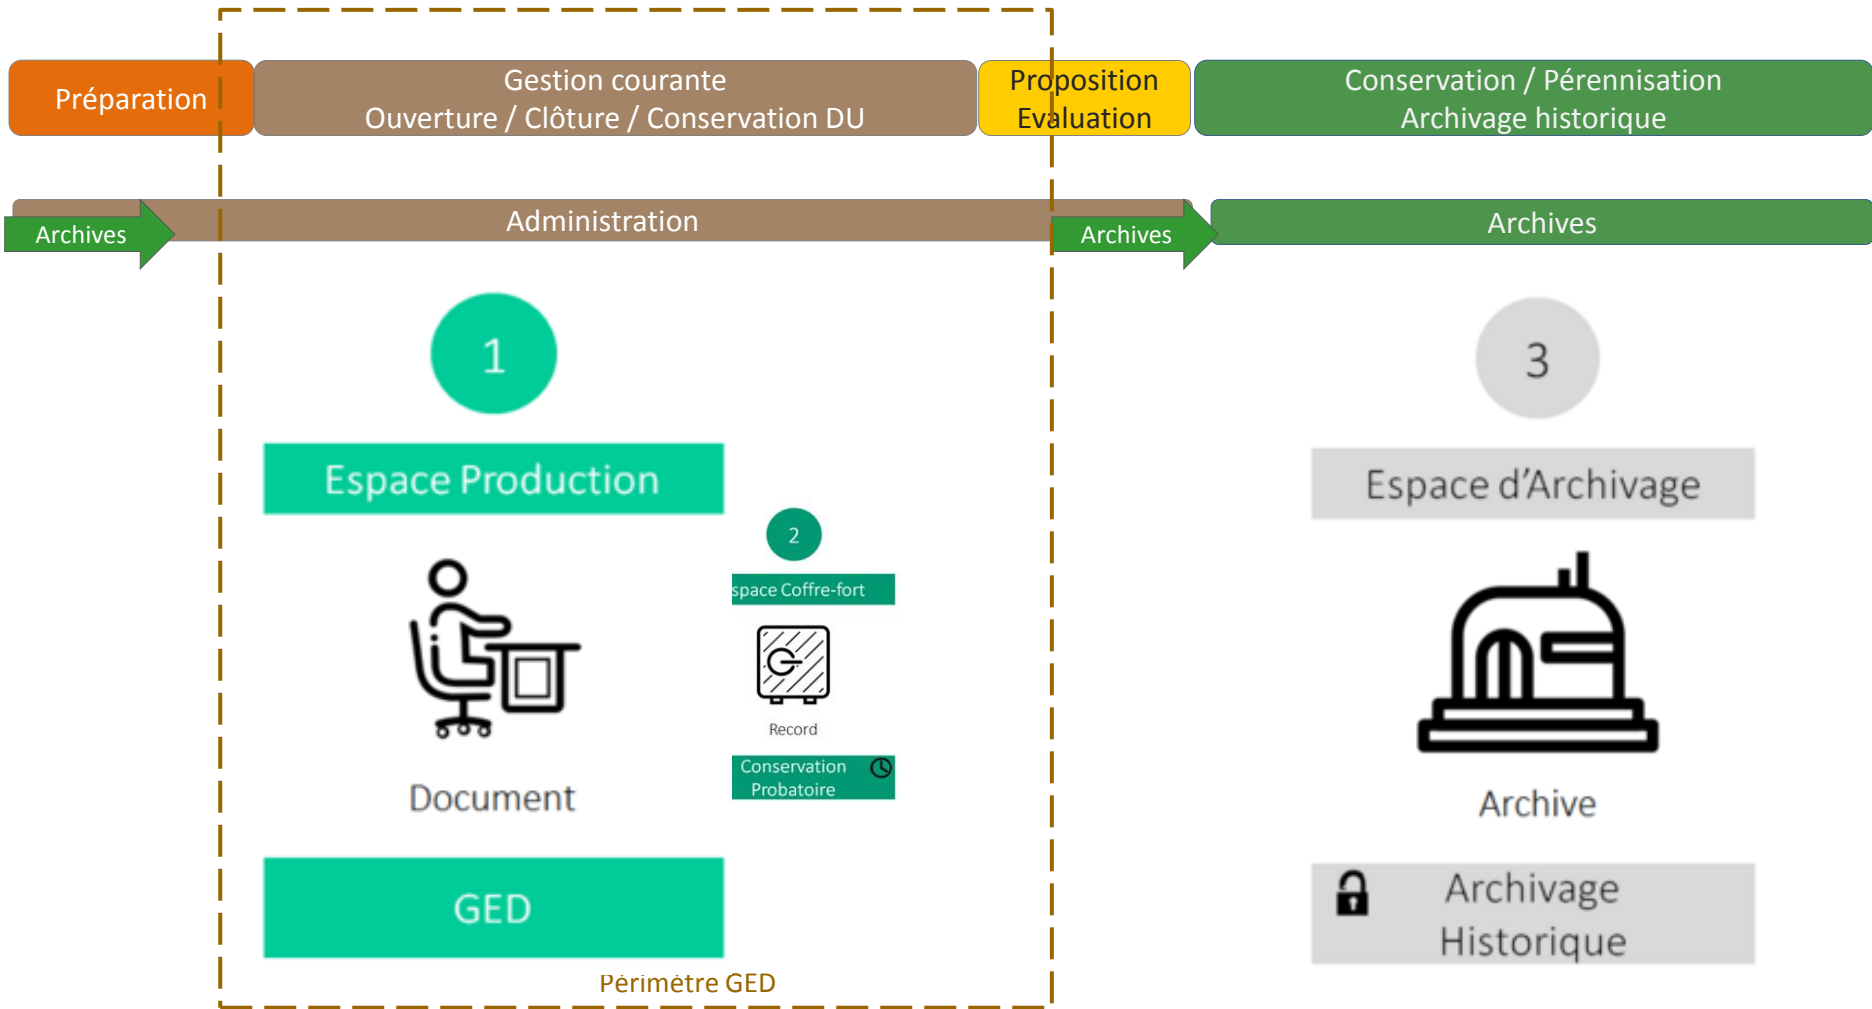 Préparation
Gestion courante
Ouverture / Clôture / Conservation DU
Proposition
Evaluation
Conservation / Pérennisation
Archivage historique
Archives
Administration
Archives
Archives
1
Espace Production
Document
GED
2
space Coffre-fort
Record
Conservation
Probatoire
3
Espace d'Archivage
Archive
Archivage
Historique
Périmètre GED